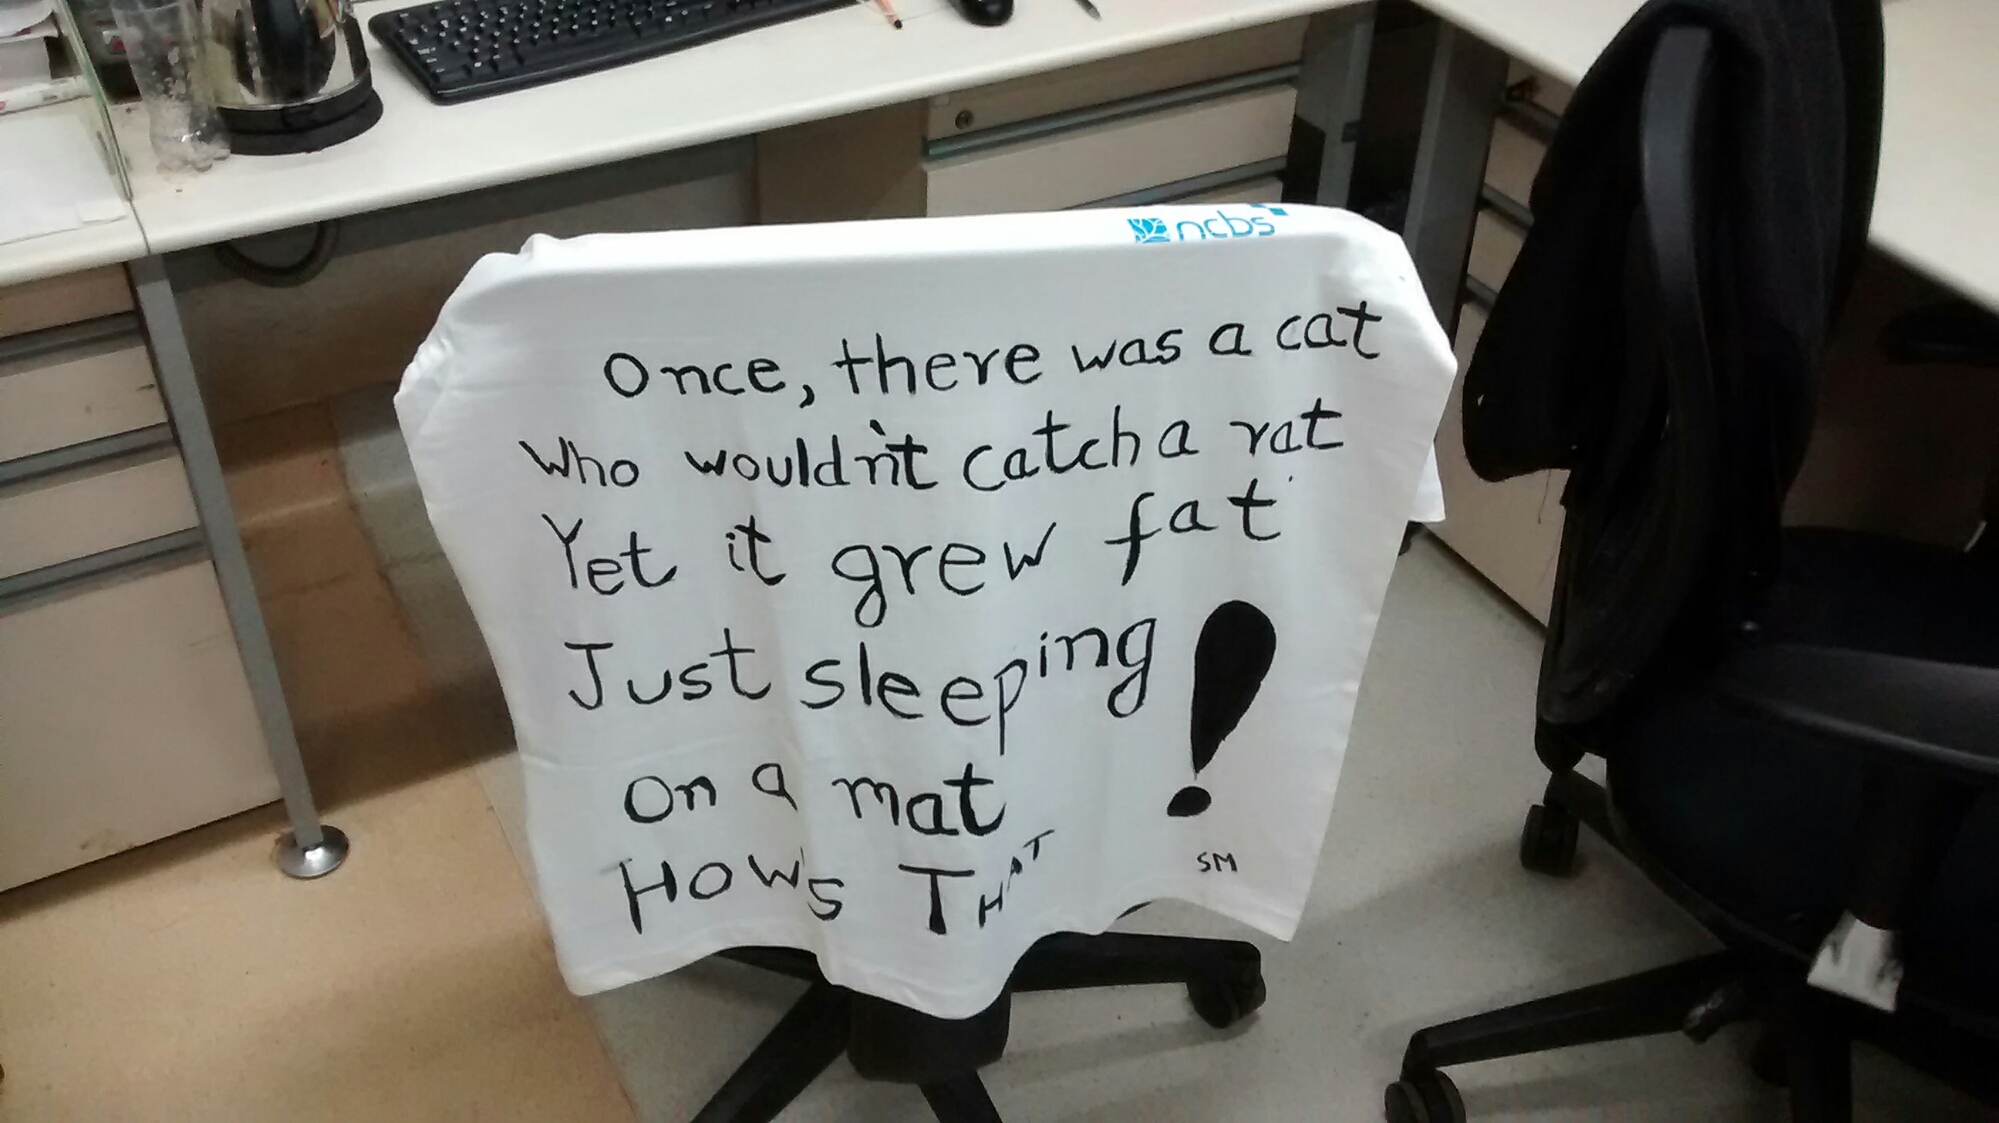 ncbs
Once, there was a cat
Who wouldn't catch a rat
Yet it grew fat
Just sleeping
on a mat
HOW'S THAT !
SM